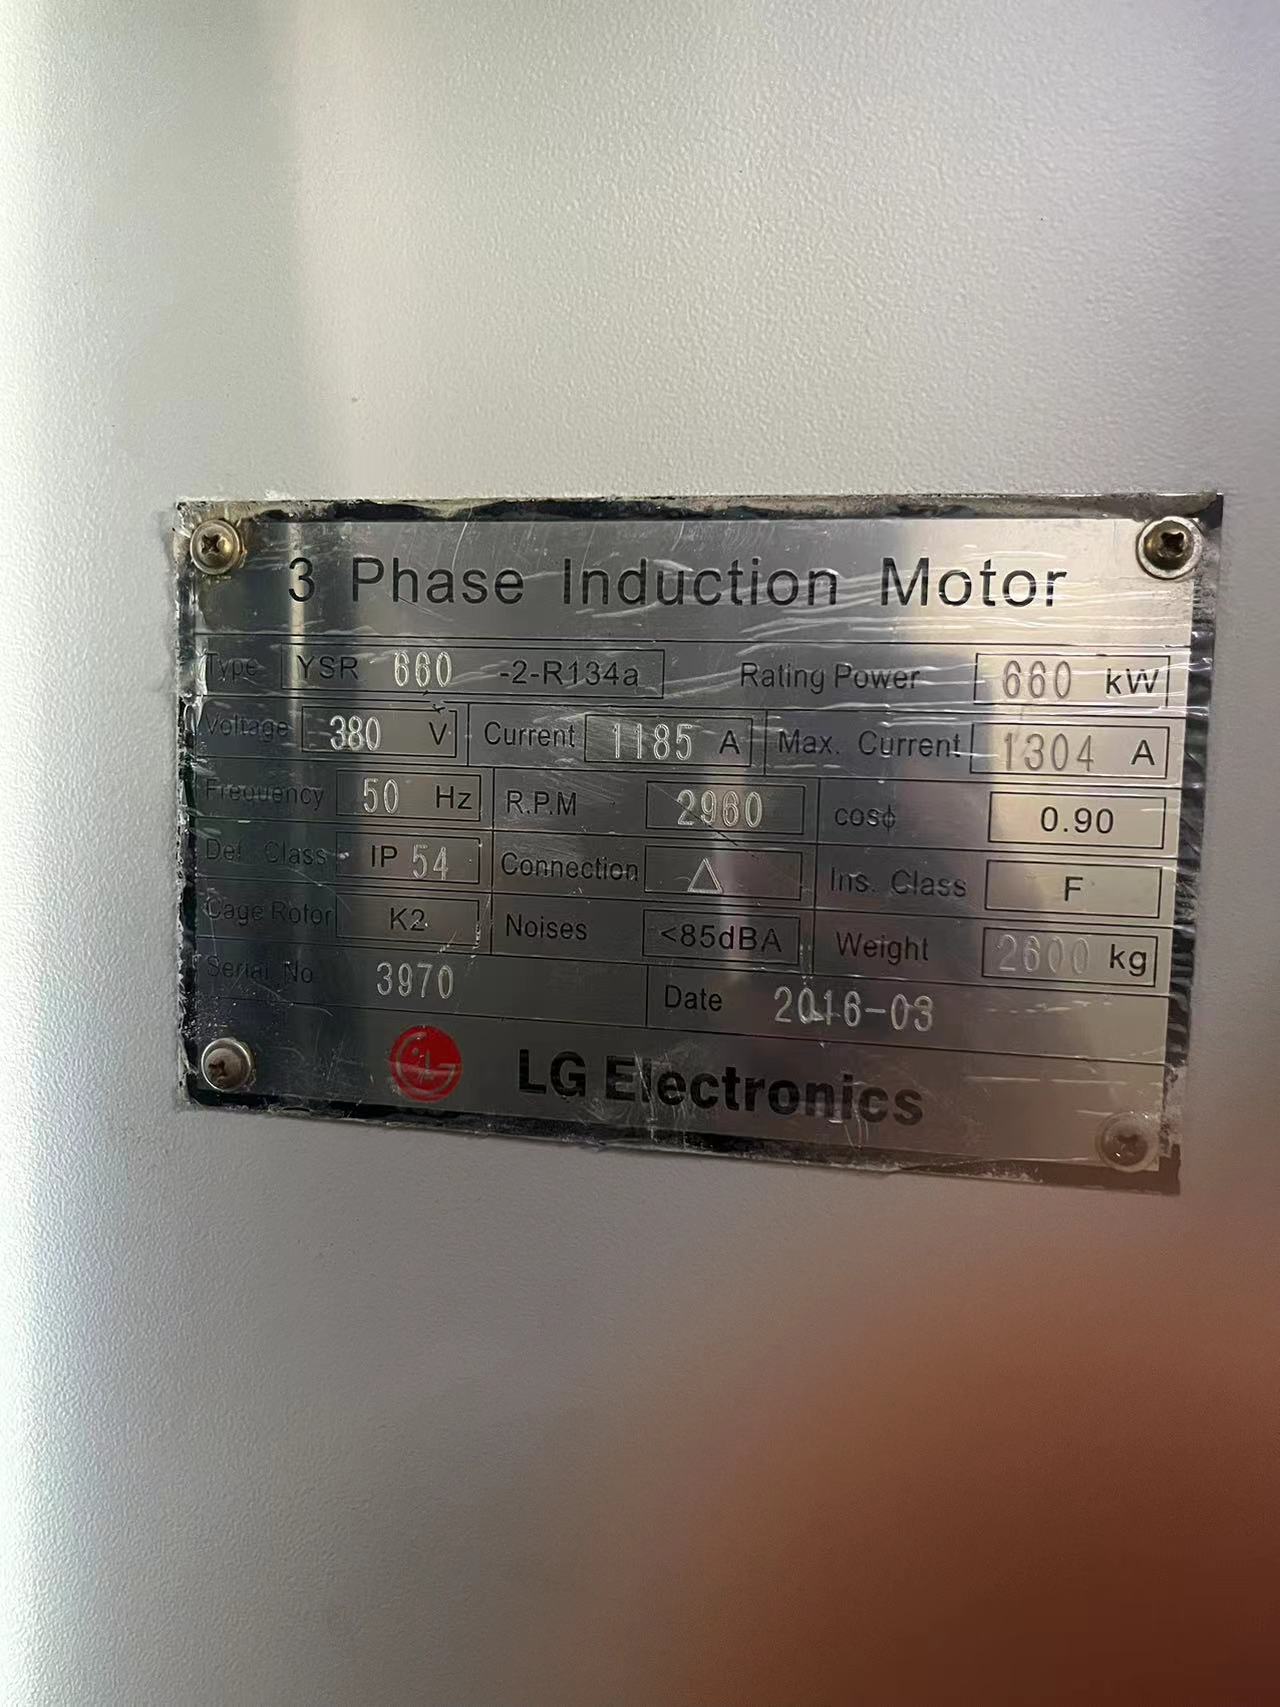 3 Phase Induction Motor
Type YSR 660 -2-R134a Rating Power 660 kW
Voltage 380 V Current 1185 A Max. Current 1304 A
Frequency 50 Hz R.P.M 2960 cosϕ 0.90
Def. Class IP 54 Connection △ Ins. Class F
Cage Rotor K2 Noises <85dBA Weight 2600 kg
Serial No 3970 Date 2016-03
LG Electronics